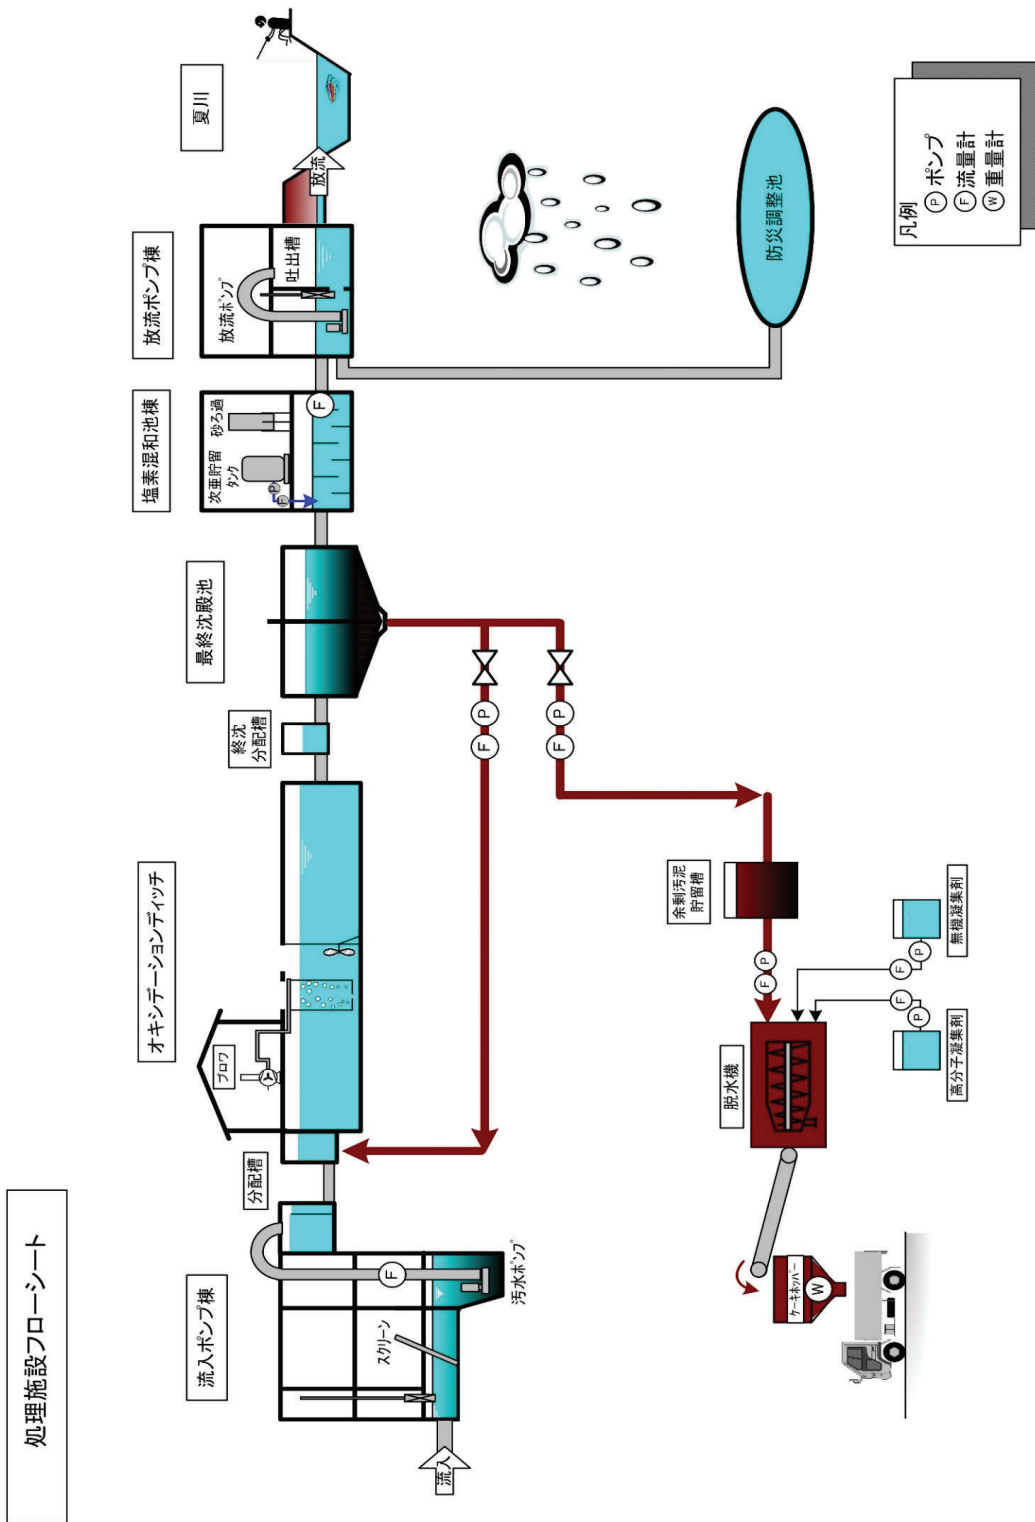 処理施設フローシート
流入ポンプ棟
オキシデーションディッチ
最終沈殿池
塩素混和池棟
放流ポンプ棟
夏川
分配槽
ブロワ
終沈
分配槽
次亜貯留
タンク
砂ろ過
P
F
F
放流ポンプ
吐出槽
放流
流入
スクリーン
F
汚水ポンプ
F
P
F
P
防災調整池
余剰汚泥
貯留槽
F
P
脱水機
ケーキホッパー
W
高分子凝集剤
P
F
無機凝集剤
P
F
凡例
P ポンプ
F 流量計
W 重量計